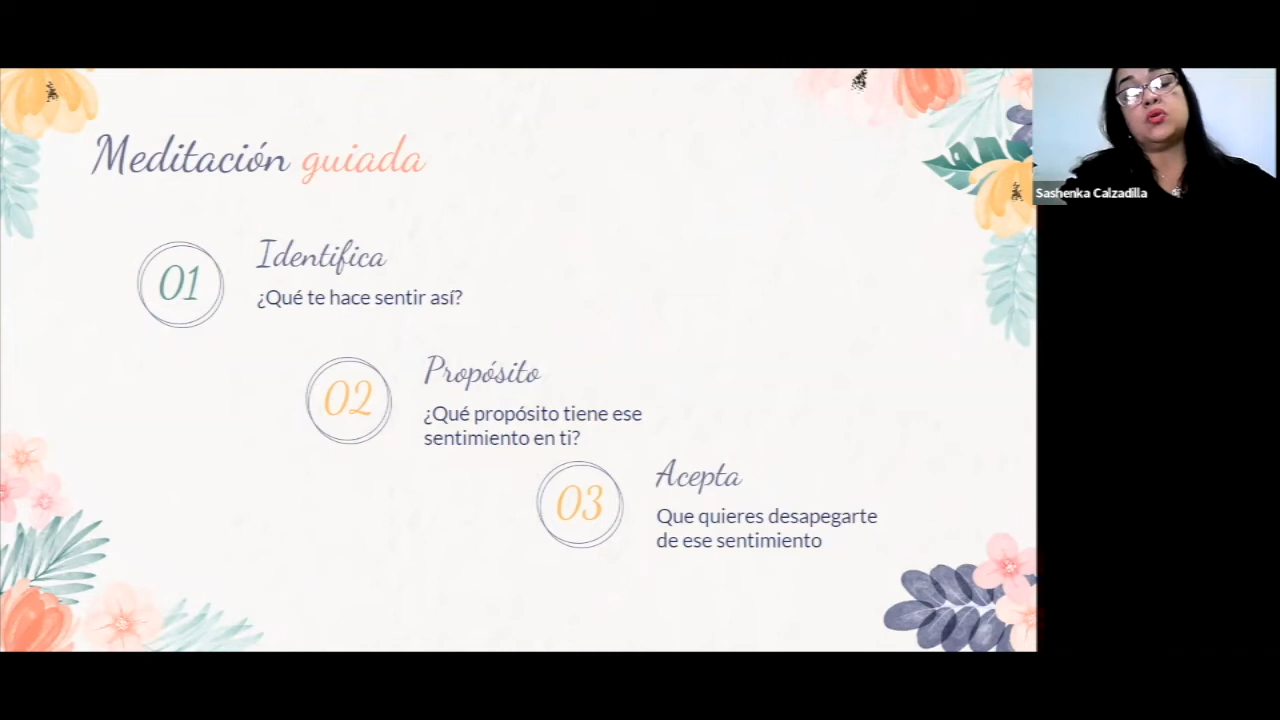 Meditación guiada
01
Identifica
¿Qué te hace sentir así?
02
Propósito
¿Qué propósito tiene ese
sentimiento en ti?
03
Acepta
Que quieres desapegarte
de ese sentimiento
Sashenka Calzadilla